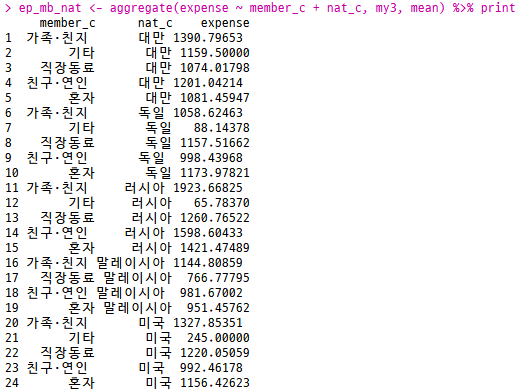 > ep_mb_nat <- aggregate(expense ~ member_c + nat_c, my3, mean) %>% print
member_c nat_c expense
1 가족·친지 대만 1390.79653
2 기타 대만 1159.50000
3 직장동료 대만 1074.01798
4 친구·연인 대만 1201.04214
5 혼자 대만 1081.45947
6 가족·친지 독일 1058.62463
7 기타 독일 88.14378
8 직장동료 독일 1157.51662
9 친구·연인 독일 998.43968
10 혼자 독일 1173.97821
11 가족·친지 러시아 1923.66825
12 기타 러시아 65.78370
13 직장동료 러시아 1260.76522
14 친구·연인 러시아 1598.60433
15 혼자 러시아 1421.47489
16 가족·친지 말레이시아 1144.80859
17 직장동료 말레이시아 766.77795
18 친구·연인 말레이시아 981.67002
19 혼자 말레이시아 951.45762
20 가족·친지 미국 1327.85351
21 기타 미국 245.00000
22 직장동료 미국 1220.05059
23 친구·연인 미국 992.46178
24 혼자 미국 1156.42623